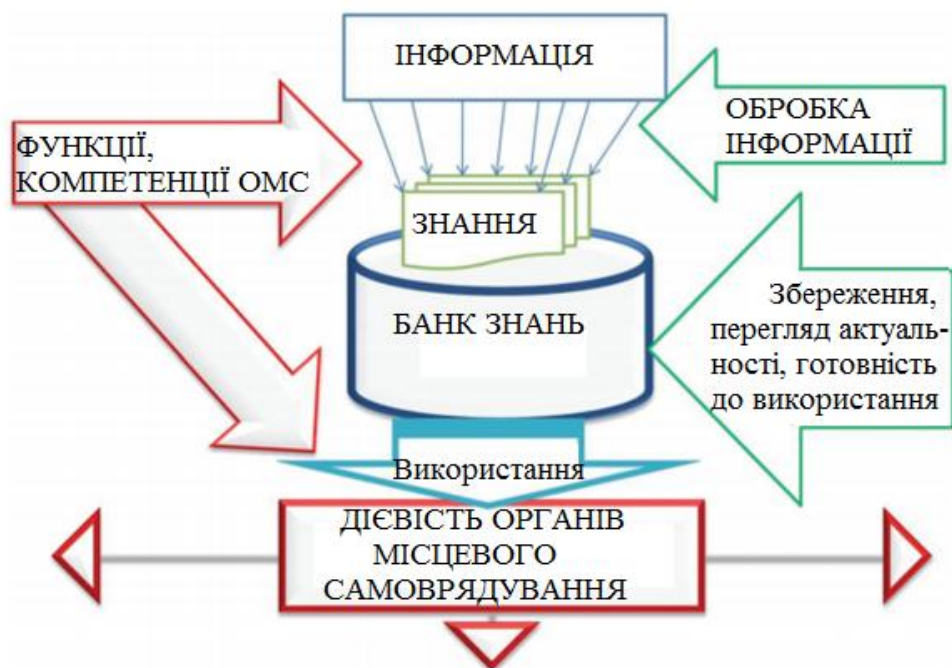 ІНФОРМАЦІЯ
ОБРОБКА
ІНФОРМАЦІЇ
ФУНКЦІЇ,
КОМПЕТЕНЦІЇ ОМС
ЗНАННЯ
БАНК ЗНАНЬ
Збереження,
перегляд актуаль-
ності, готовність
до використання
Використання
ДІЄВІСТЬ ОРГАНІВ
МІСЦЕВОГО
САМОВРЯДУВАННЯ